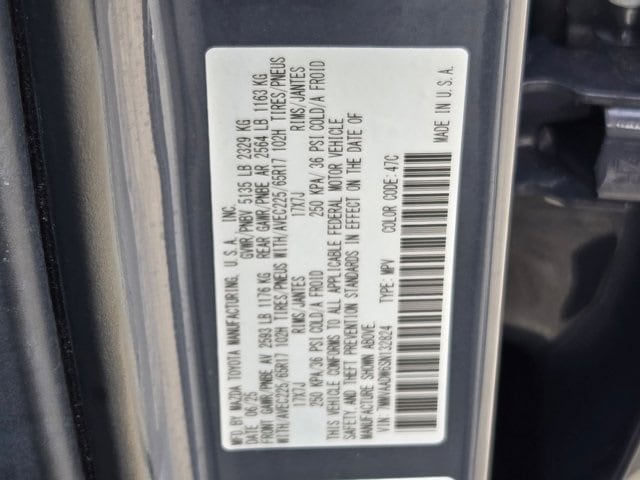 MFD.BY MAZDA TOYOTA MANUFACTURING, U.S.A., INC.
DATE 06/25 GVWR/PNBV 5135 LB 2329 KG
FRONT GAWR/PNBE AV 2593 LB 1176 KG REAR GAWR/PNBE AR 2564 LB 1163 KG
WITH/AVEC225/65R17 102H TIRES/PNEUS WITH/AVEC225/65R17 102H TIRES/PNEUS
17X7J RIMS/JANTES 17X7J RIMS/JANTES
250 KPA/36 PSI COLD/A FROID 250 KPA/ 36 PSI COLD/A FROID
THIS VEHICLE CONFORMS TO ALL APPLICABLE FEDERAL MOTOR VEHICLE
SAFETY AND THEFT PREVENTION STANDARDS IN EFFECT ON THE DATE OF
MANUFACTURE SHOWN ABOVE.
VIN: TYPE: MPV COLOR CODE: 47C
MADE IN U.S.A.